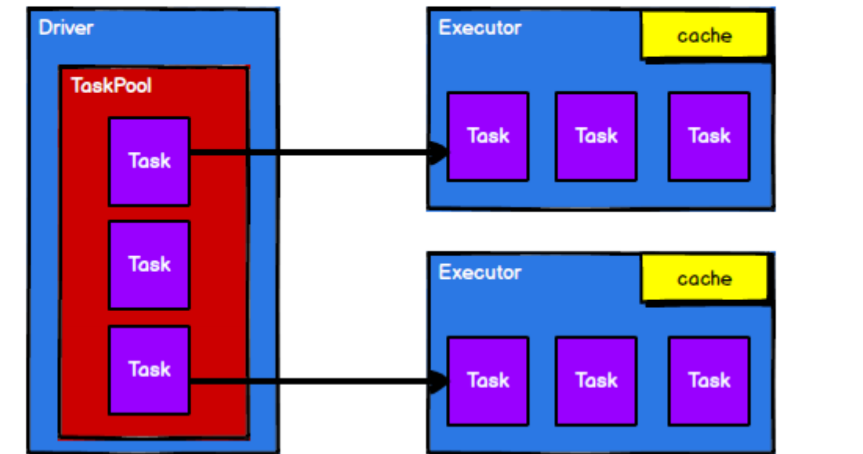 Driver
TaskPool
Task
Task
Task
Executor
cache
Task
Task
Task
Executor
cache
Task
Task
Task